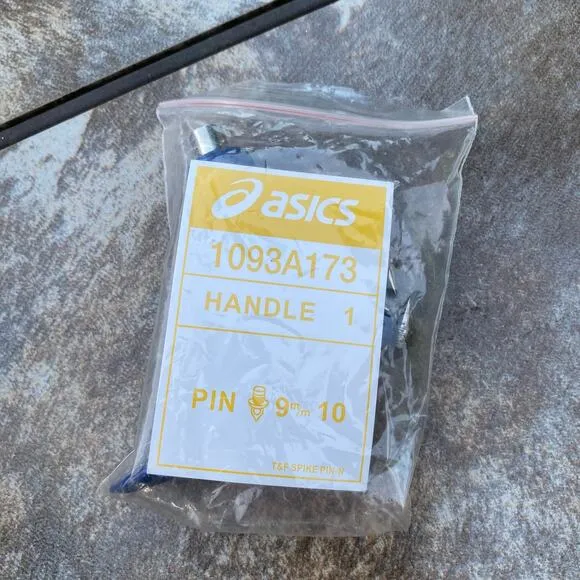 asics
1093A173
HANDLE 1
PIN 9m/m 10
T&F SPIKE PIN-N